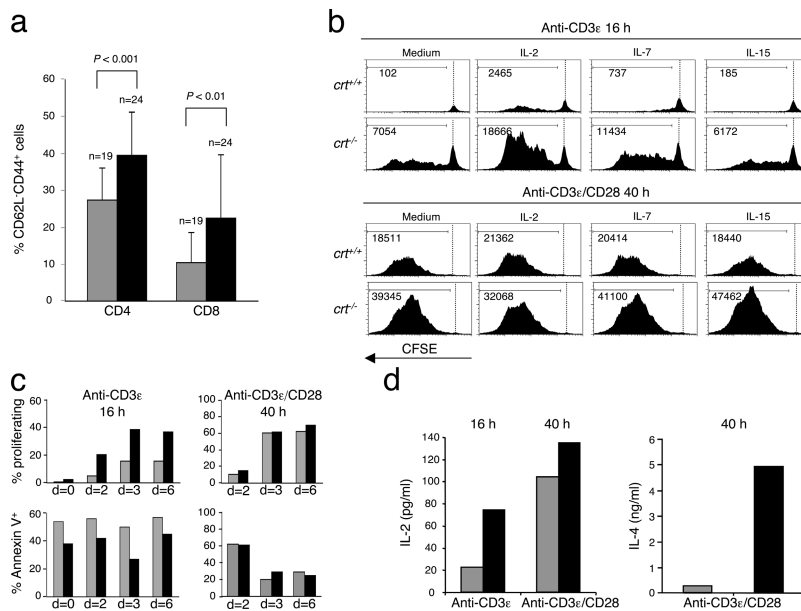 a
P < 0.001
n=24
P < 0.01
n=24
n=19
n=19
% CD62L⁻CD44⁺ cells
60
50
40
30
20
10
0
CD4
CD8
b
Anti-CD3ε 16 h
Medium
IL-2
IL-7
IL-15
crt⁺/⁺
102
2465
737
185
crt⁻/⁻
7054
18666
11434
6172
Anti-CD3ε/CD28 40 h
Medium
IL-2
IL-7
IL-15
crt⁺/⁺
18511
21362
20414
18440
crt⁻/⁻
39345
32068
41100
47462
CFSE
c
Anti-CD3ε
16 h
Anti-CD3ε/CD28
40 h
% proliferating
60
40
20
0
d=0
d=2
d=3
d=6
100
80
60
40
20
0
d=2
d=3
d=6
% Annexin V⁺
60
40
20
0
d=0
d=2
d=3
d=6
100
80
60
40
20
0
d=2
d=3
d=6
d
16 h
40 h
IL-2 (pg/ml)
140
120
100
80
60
40
20
0
Anti-CD3ε
Anti-CD3ε/CD28
40 h
IL-4 (ng/ml)
6
5
4
3
2
1
0
Anti-CD3ε/CD28